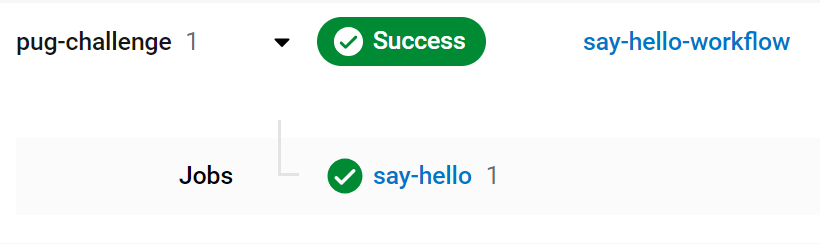 pug-challenge 1 Success say-hello-workflow
Jobs say-hello 1